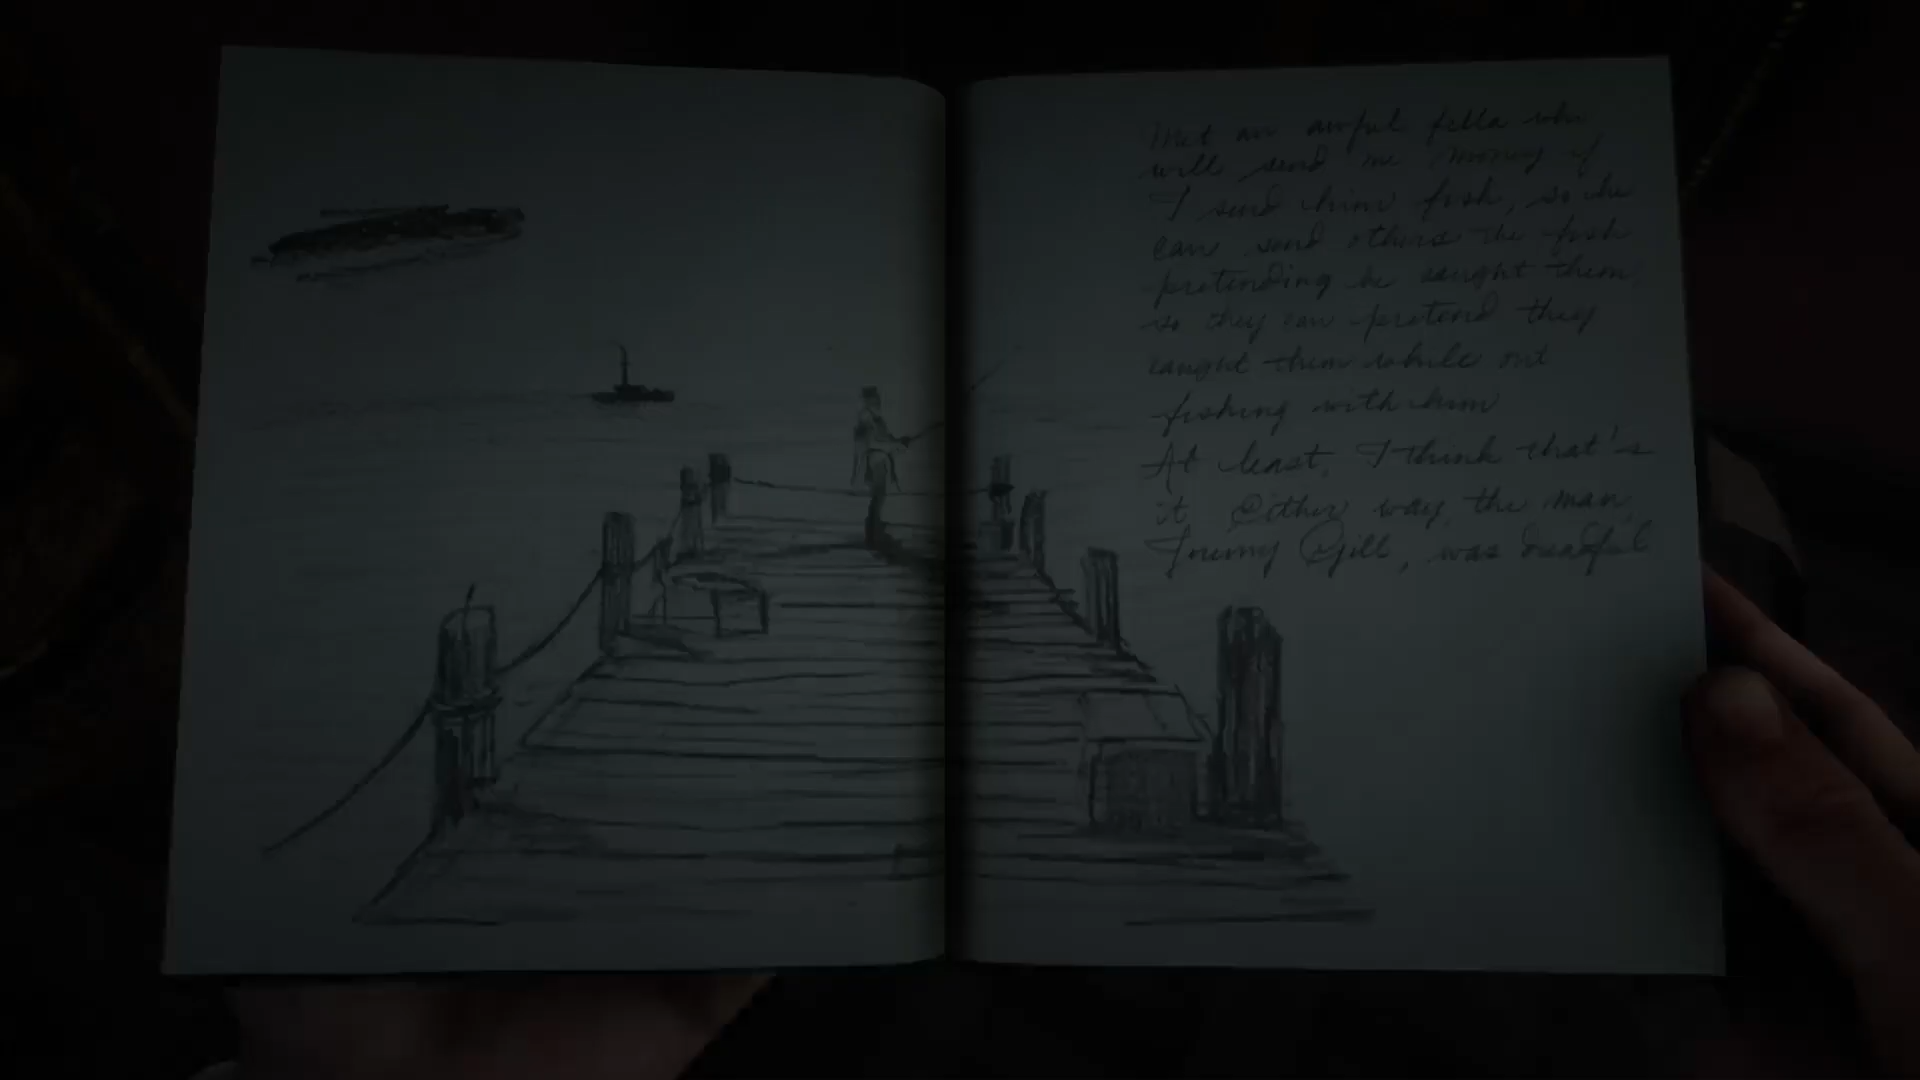 Met an awful fella who
will send me money if
I send him fish, so he
can send others the fish
pretending he caught them
so they can pretend they
caught them while out
fishing with him
At least, I think that's
it Either way, the man,
Gill, was dreadful